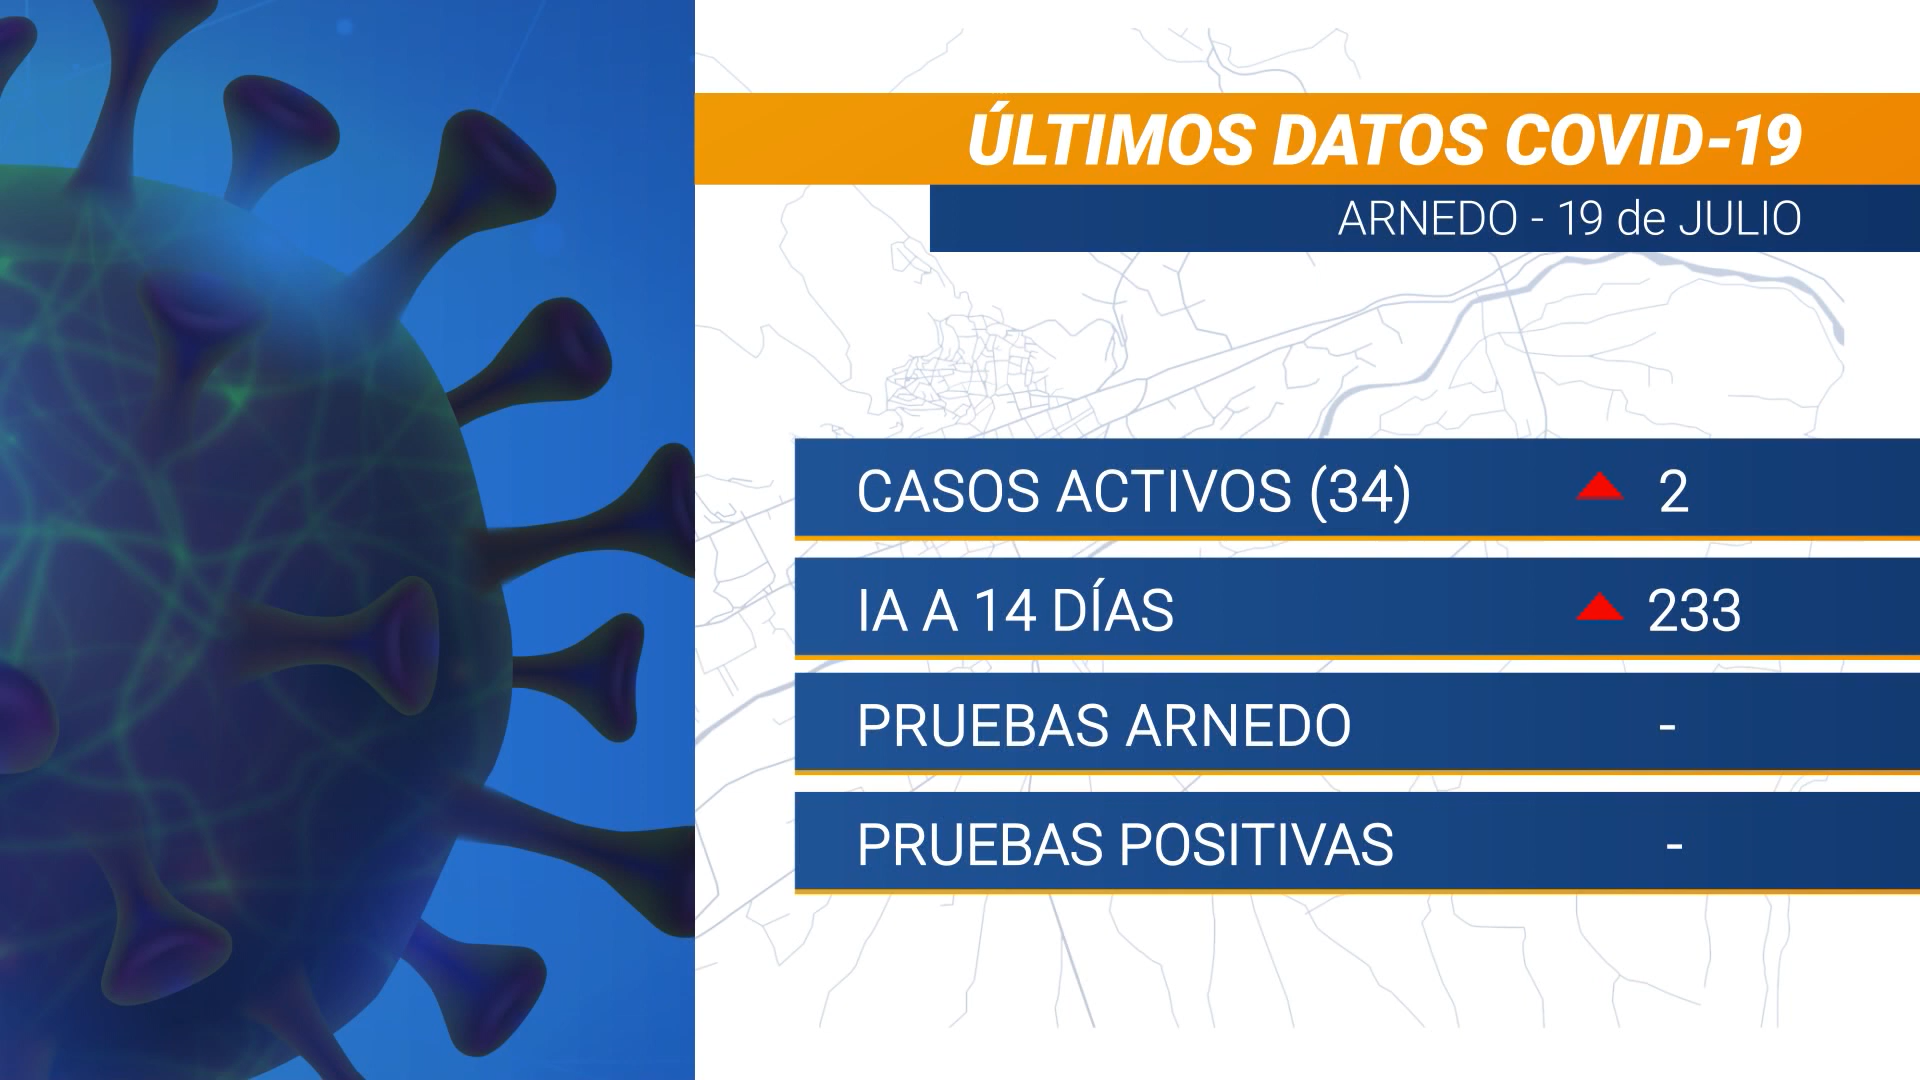 ÚLTIMOS DATOS COVID-19
ARNEDO - 19 de JULIO
CASOS ACTIVOS (34) 2
IA A 14 DÍAS 233
PRUEBAS ARNEDO -
PRUEBAS POSITIVAS -